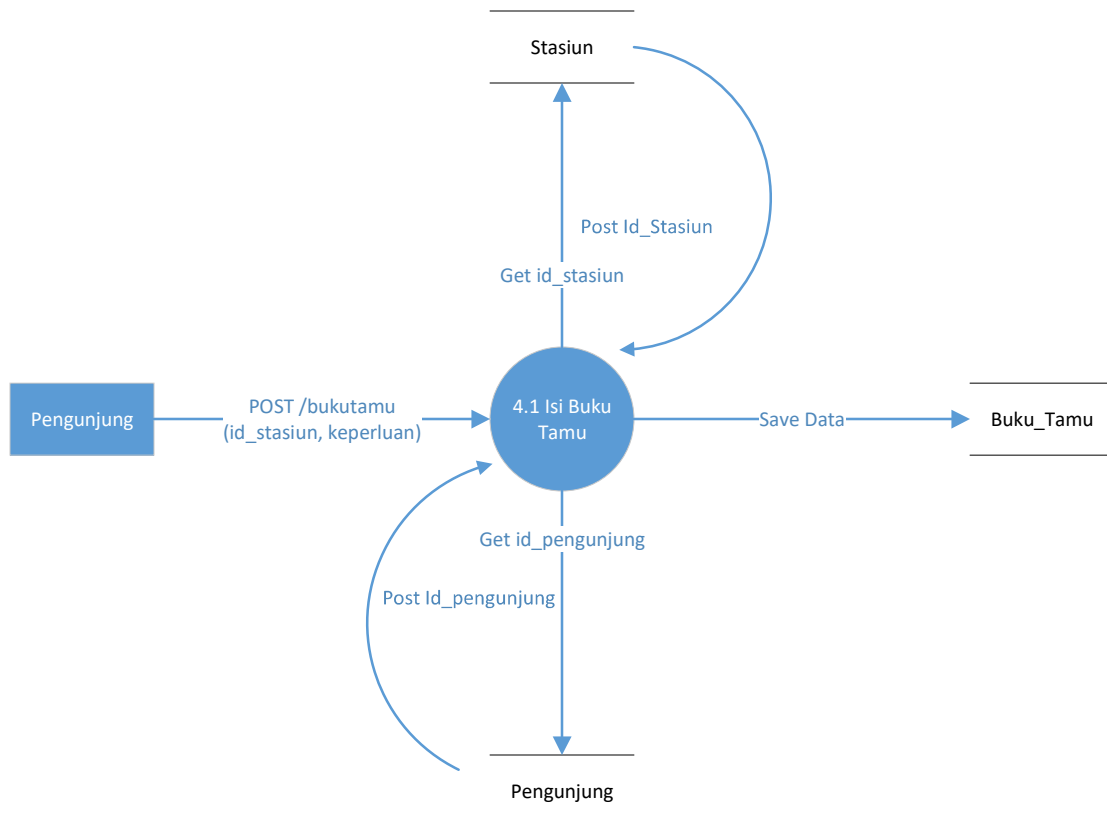 Stasiun
Post Id_Stasiun
Get id_stasiun
Pengunjung
POST /bukutamu
(id_stasiun, keperluan)
4.1 Isi Buku
Tamu
Save Data
Buku_Tamu
Get id_pengunjung
Post Id_pengunjung
Pengunjung